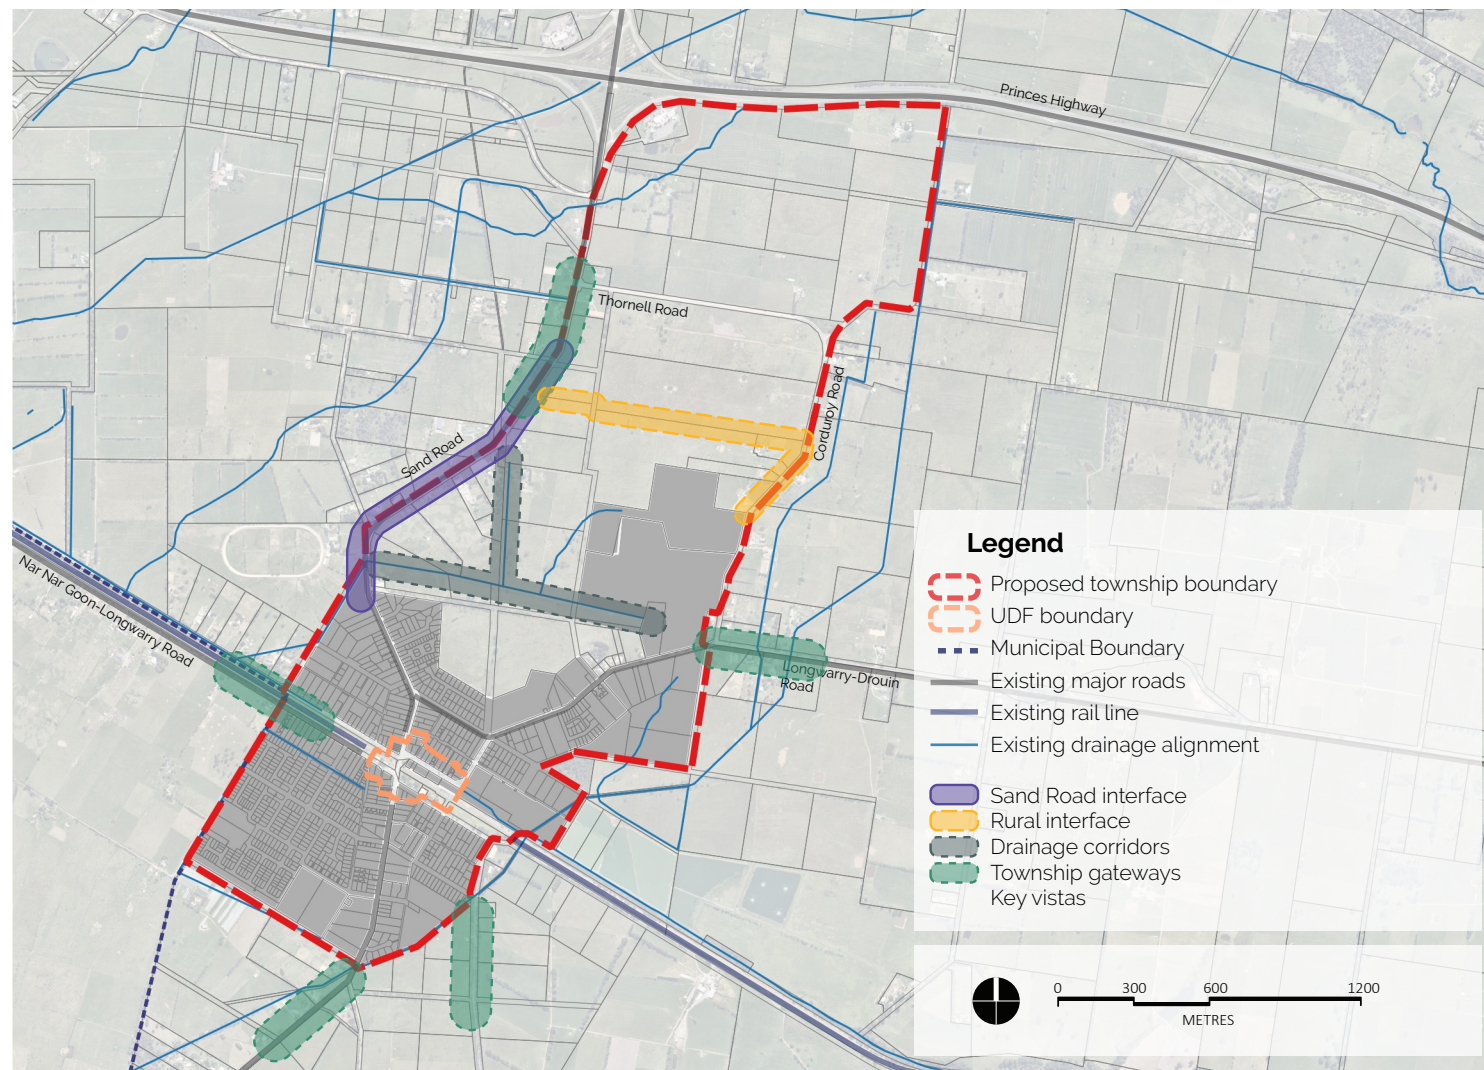 Princes Highway
Thornell Road
Corduroy Road
Sand Road
Nar Nar Goon-Longwarry Road
Longwarry-Drouin
Road
Legend
Proposed township boundary
UDF boundary
Municipal Boundary
Existing major roads
Existing rail line
Existing drainage alignment
Sand Road interface
Rural interface
Drainage corridors
Township gateways
Key vistas
0 300 600 1200
METRES